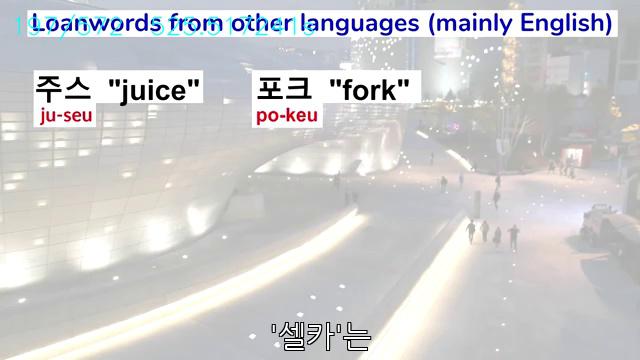 Loanwords from other languages (mainly English)
주스 "juice" 포크 "fork"
ju-seu po-keu
'셀카'는